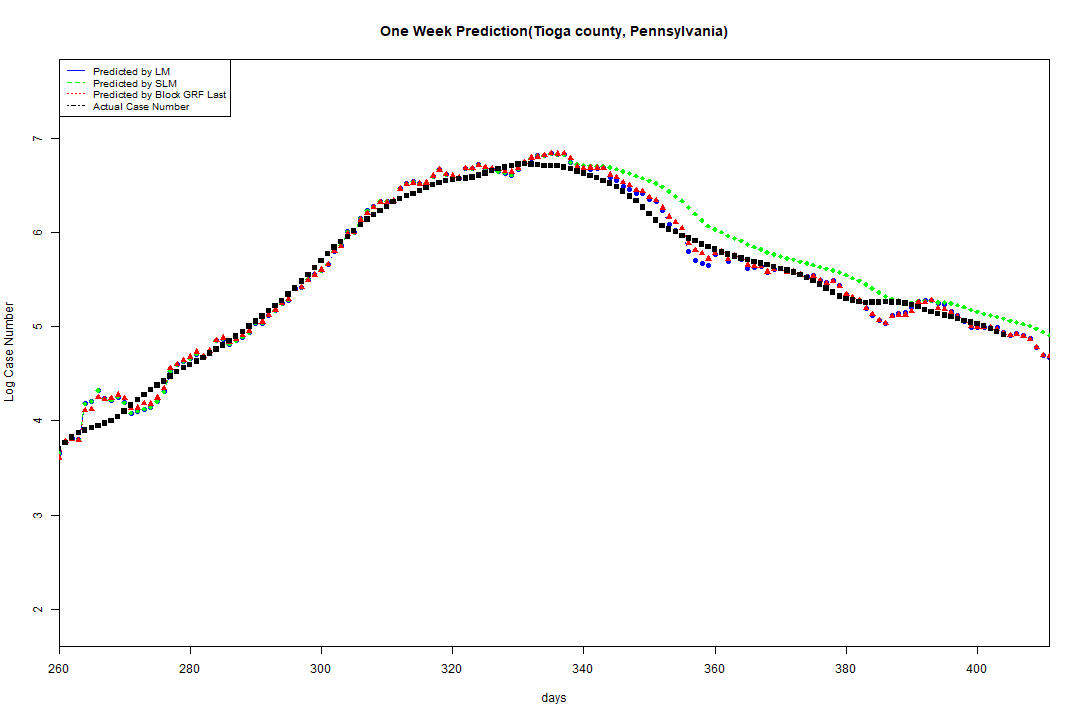 One Week Prediction(Tioga county, Pennsylvania)
Predicted by LM
Predicted by SLM
Predicted by Block GRF Last
Actual Case Number
Log Case Number
7
6
5
4
3
2
260 280 300 320 340 360 380 400
days